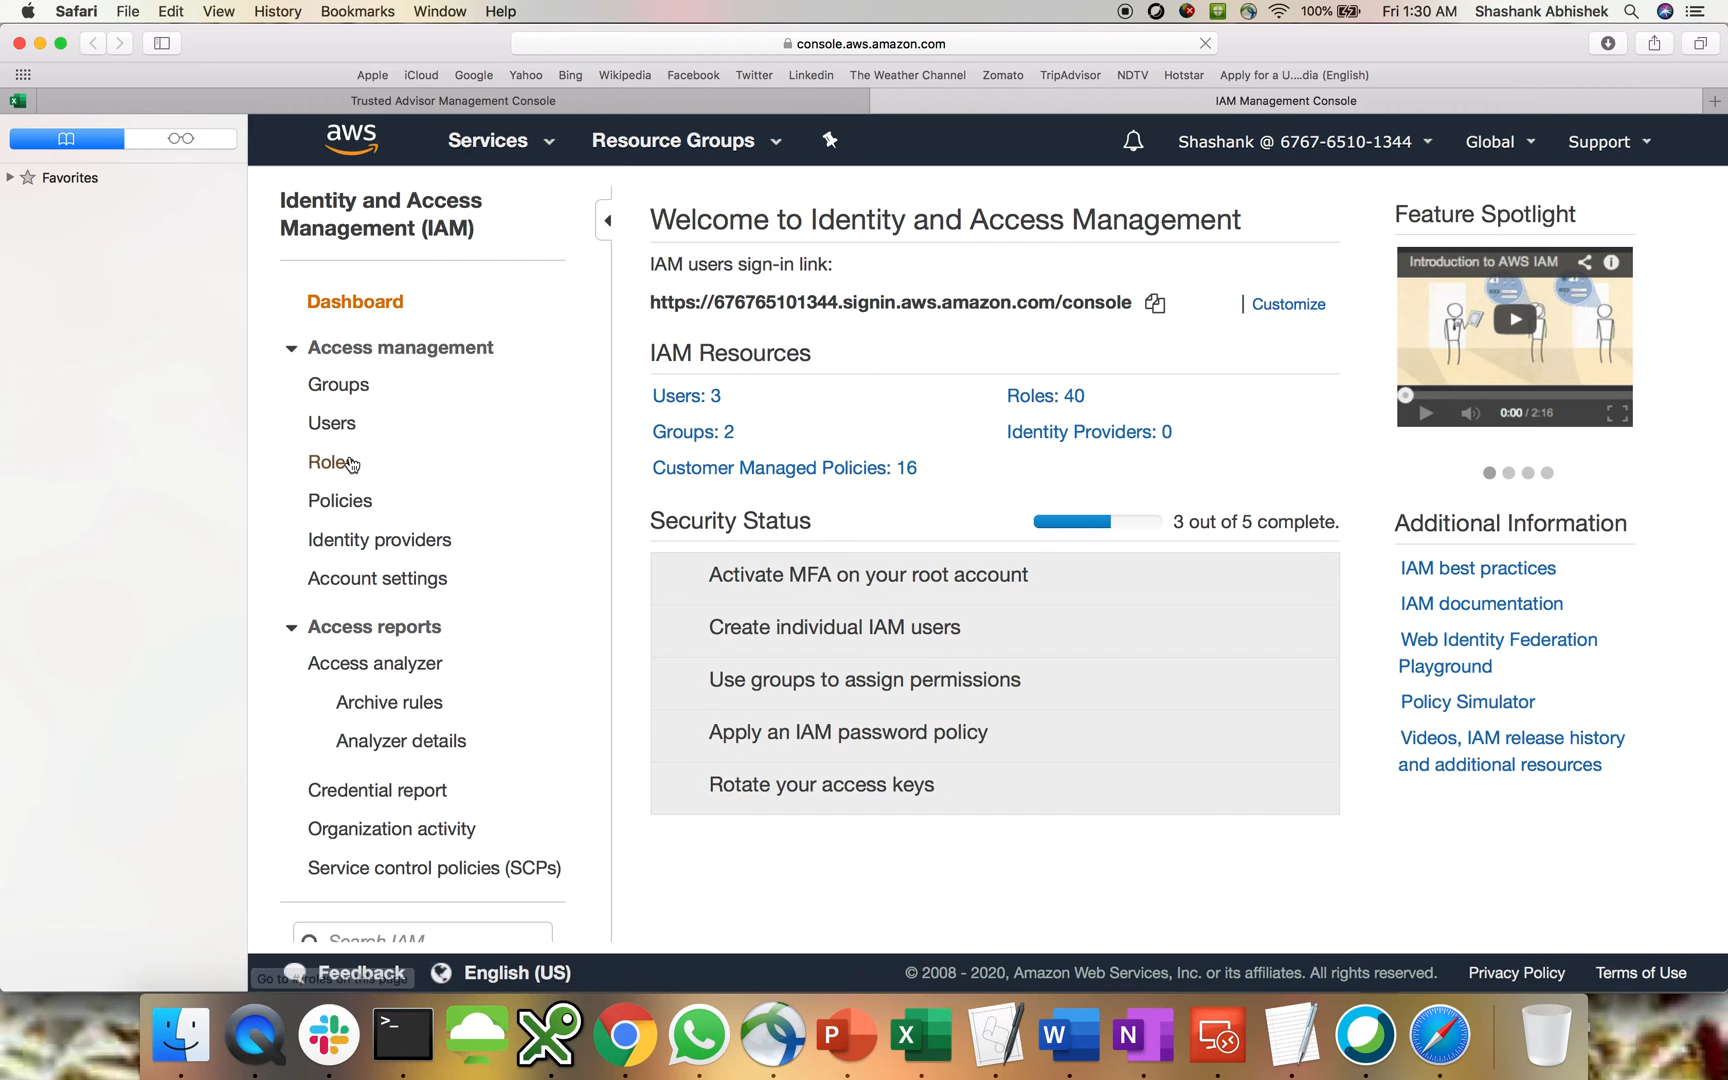 Safari File Edit View History Bookmarks Window Help 100% Fri 1:30 AM Shashank Abhishek
console.aws.amazon.com
Apple iCloud Google Yahoo Bing Wikipedia Facebook Twitter Linkedin The Weather Channel Zomato TripAdvisor NDTV Hotstar Apply for a U....dia (English)
Trusted Advisor Management Console IAM Management Console
Favorites
aws Services Resource Groups Shashank @ 6767-6510-1344 Global Support
Identity and Access
Management (IAM)
Dashboard
Access management
Groups
Users
Roles
Policies
Identity providers
Account settings
Access reports
Access analyzer
Archive rules
Analyzer details
Credential report
Organization activity
Service control policies (SCPs)
Search IAM
Welcome to Identity and Access Management
IAM users sign-in link:
https://676765101344.signin.aws.amazon.com/console | Customize
IAM Resources
Users: 3 Roles: 40
Groups: 2 Identity Providers: 0
Customer Managed Policies: 16
Security Status 3 out of 5 complete.
Activate MFA on your root account
Create individual IAM users
Use groups to assign permissions
Apply an IAM password policy
Rotate your access keys
Feature Spotlight
Introduction to AWS IAM
0:00 / 2:16
Additional Information
IAM best practices
IAM documentation
Web Identity Federation
Playground
Policy Simulator
Videos, IAM release history
and additional resources
Feedback English (US) © 2008 - 2020, Amazon Web Services, Inc. or its affiliates. All rights reserved. Privacy Policy Terms of Use
Go to "#/roles on this page